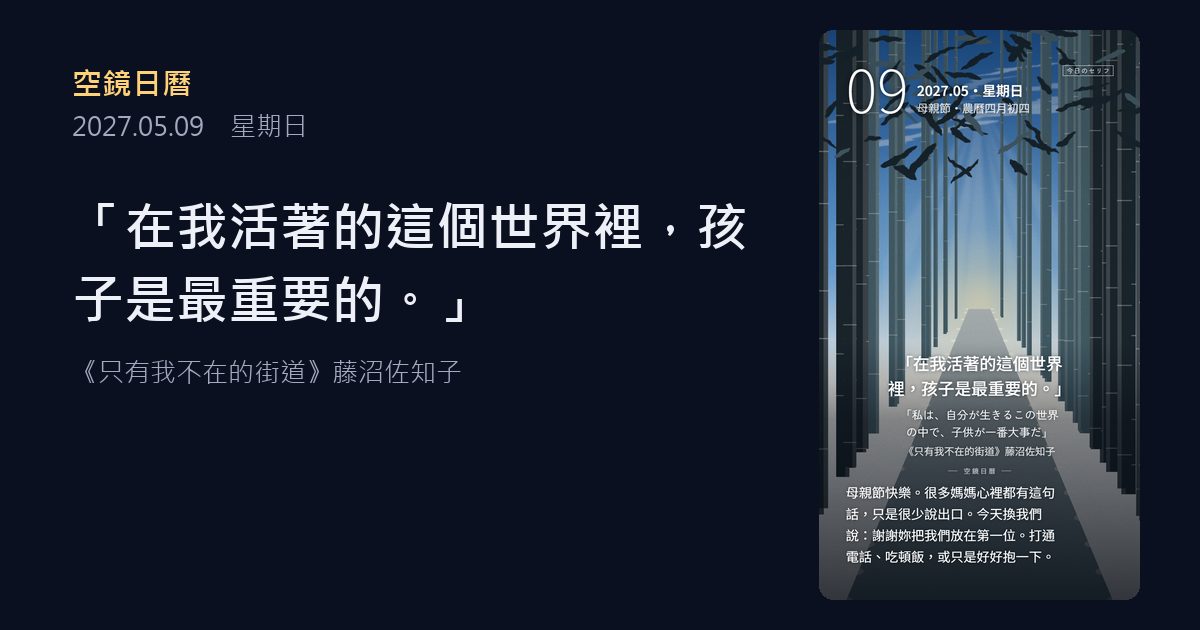 空鏡日曆
2027.05.09 星期日
「在我活著的這個世界裡，孩
子是最重要的。」
《只有我不在的街道》藤沼佐知子
今日のセリフ
09
2027.05・星期日
母親節・農曆四月初四
「在我活著的這個世界
裡，孩子是最重要的。」
「私は、自分が生きるこの世界
の中で、子供が一番大事だ」
《只有我不在的街道》藤沼佐知子
— 空鏡日曆 —
母親節快樂。很多媽媽心裡都有這句
話，只是很少說出口。今天換我們
說：謝謝妳把我們放在第一位。打通
電話、吃頓飯，或只是好好抱一下。